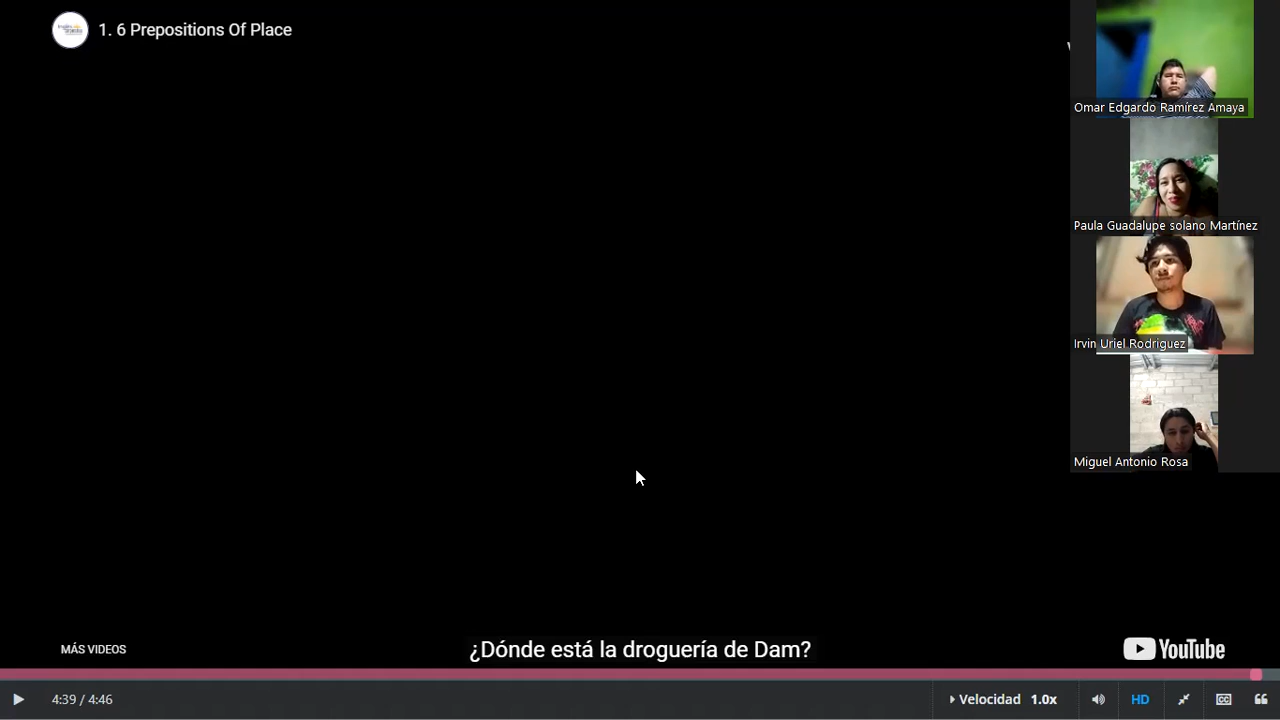 1. 6 Prepositions Of Place
Omar Edgardo Ramírez Amaya
Paula Guadalupe solano Martínez
Irvin Uriel Rodriguez
Miguel Antonio Rosa
¿Dónde está la droguería de Dam?
MÁS VIDEOS
YouTube
4:39 / 4:46
Velocidad 1.0x
HD
CC